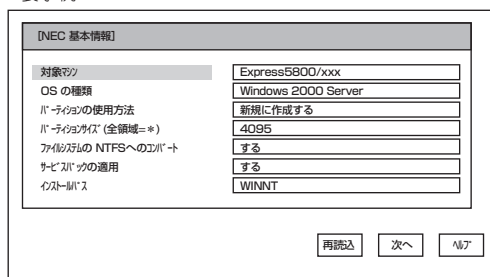 [NEC 基本情報]
対象ﾏｼﾝ Express5800/xxx
OS の種類 Windows 2000 Server
ﾊﾟｰﾃｨｼｮﾝの使用方法 新規に作成する
ﾊﾟｰﾃｨｼｮﾝｻｲｽﾞ(全領域=＊) 4095
ﾌｧｲﾙｼｽﾃﾑの NTFSへのｺﾝﾊﾞｰﾄ する
ｻｰﾋﾞｽﾊﾟｯｸの適用 する
ｲﾝｽﾄｰﾙﾊﾟｽ WINNT
再読込 次へ ﾍﾙﾌﾟ